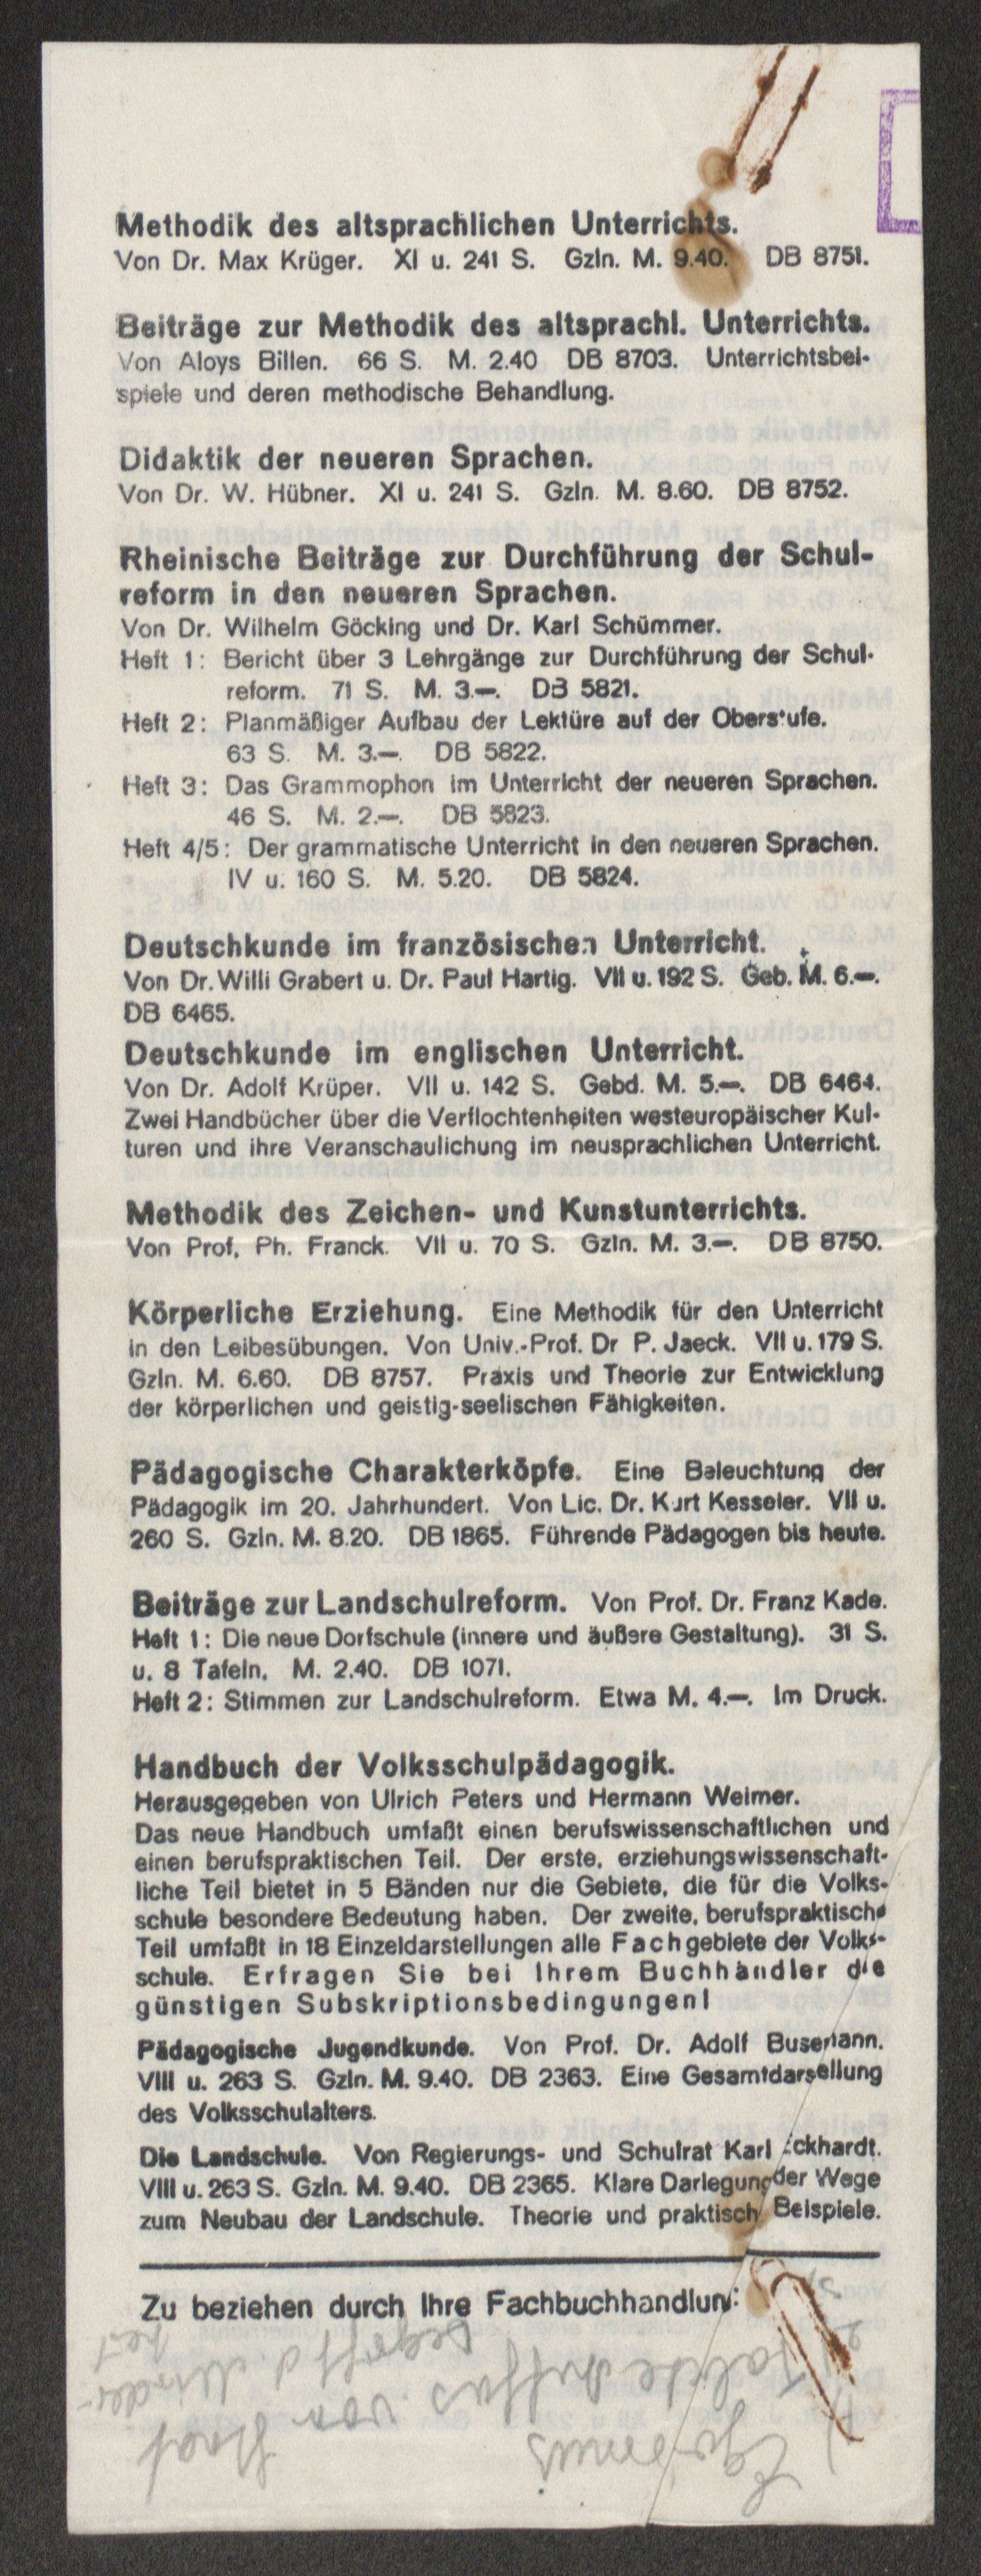 Methodik des altsprachlichen Unterrichts.
Von Dr. Max Krüger. XI u. 241 S. Gzln. M. 9.40. DB 8751.
Beiträge zur Methodik des altsprachl. Unterrichts.
Von Aloys Billen. 66 S. M. 2.40 DB 8703. Unterrichtsbei-
spiele und deren methodische Behandlung.
Didaktik der neueren Sprachen.
Von Dr. W. Hübner. XI u. 241 S. Gzln. M. 8.60. DB 8752.
Rheinische Beiträge zur Durchführung der Schul-
reform in den neueren Sprachen.
Von Dr. Wilhelm Göcking und Dr. Karl Schümmer.
Heft 1: Bericht über 3 Lehrgänge zur Durchführung der Schul-
reform. 71 S. M. 3.—. DB 5821.
Heft 2: Planmäßiger Aufbau der Lektüre auf der Oberstufe.
63 S. M. 3.—. DB 5822.
Heft 3: Das Grammophon im Unterricht der neueren Sprachen.
46 S. M. 2.—. DB 5823.
Heft 4/5: Der grammatische Unterricht in den neueren Sprachen.
IV u. 160 S. M. 5.20. DB 5824.
Deutschkunde im französischen Unterricht.
Von Dr. Willi Grabert u. Dr. Paul Hartig. VII u. 192 S. Geb. M. 6.—.
DB 6465.
Deutschkunde im englischen Unterricht.
Von Dr. Adolf Krüper. VII u. 142 S. Gebd. M. 5.—. DB 6464.
Zwei Handbücher über die Verflochtenheiten westeuropäischer Kul-
turen und ihre Veranschaulichung im neusprachlichen Unterricht.
Methodik des Zeichen- und Kunstunterrichts.
Von Prof. Ph. Franck. VII u. 70 S. Gzln. M. 3.—. DB 8750.
Körperliche Erziehung. Eine Methodik für den Unterricht
in den Leibesübungen. Von Univ.-Prof. Dr P. Jaeck. VII u. 179 S.
Gzln. M. 6.60. DB 8757. Praxis und Theorie zur Entwicklung
der körperlichen und geistig-seelischen Fähigkeiten.
Pädagogische Charakterköpfe. Eine Beleuchtung der
Pädagogik im 20. Jahrhundert. Von Lic. Dr. Kurt Kesseler. VII u.
260 S. Gzln. M. 8.20. DB 1865. Führende Pädagogen bis heute.
Beiträge zur Landschulreform. Von Prof. Dr. Franz Kade.
Heft 1: Die neue Dorfschule (innere und äußere Gestaltung). 31 S.
u. 8 Tafeln. M. 2.40. DB 1071.
Heft 2: Stimmen zur Landschulreform. Etwa M. 4.—. Im Druck.
Handbuch der Volksschulpädagogik.
Herausgegeben von Ulrich Peters und Hermann Weimer.
Das neue Handbuch umfaßt einen berufswissenschaftlichen und
einen berufspraktischen Teil. Der erste, erziehungswissenschaft-
liche Teil bietet in 5 Bänden nur die Gebiete, die für die Volks-
schule besondere Bedeutung haben. Der zweite, berufspraktische
Teil umfaßt in 18 Einzeldarstellungen alle Fachgebiete der Volks-
schule. Erfragen Sie bei Ihrem Buchhändler die
günstigen Subskriptionsbedingungen!
Pädagogische Jugendkunde. Von Prof. Dr. Adolf Busemann.
VIII u. 263 S. Gzln. M. 9.40. DB 2363. Eine Gesamtdarsellung
des Volksschulalters.
Die Landschule. Von Regierungs- und Schulrat Karl Eckhardt.
VIII u. 263 S. Gzln. M. 9.40. DB 2365. Klare Darlegung der Wege
zum Neubau der Landschule. Theorie und praktisch Beispiele.
Zu beziehen durch Ihre Fachbuchhandlung: